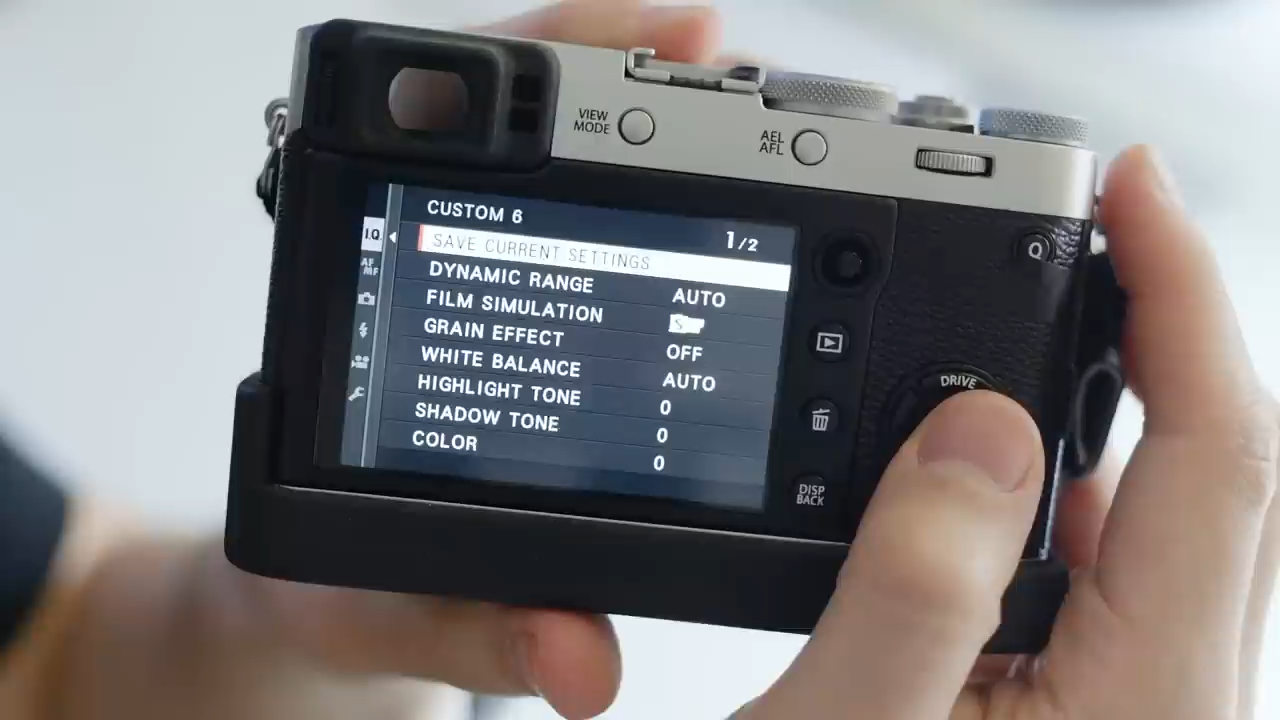 VIEW
MODE
AEL
AFL
Q
CUSTOM 6
1/2
I.Q.
SAVE CURRENT SETTINGS
AF
MF
DYNAMIC RANGE AUTO
FILM SIMULATION S
GRAIN EFFECT OFF
WHITE BALANCE AUTO
HIGHLIGHT TONE 0
SHADOW TONE 0
COLOR 0
DRIVE
DISP
BACK